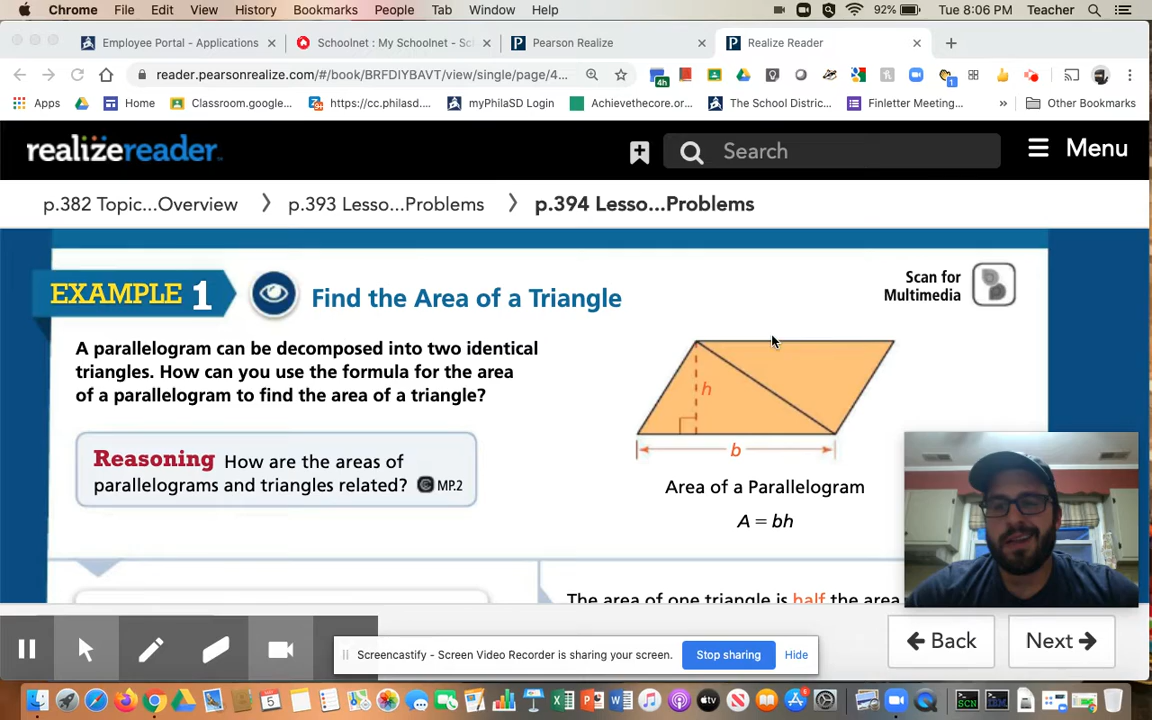 Chrome File Edit View History Bookmarks People Tab Window Help 92% Tue 8:06 PM Teacher
Employee Portal - Applications Schoolnet : My Schoolnet - Sc Pearson Realize Realize Reader
reader.pearsonrealize.com/#/book/BRFDIYBAVT/view/single/page/4... 4h 1
Apps Home Classroom.google... https://cc.philasd.... myPhilaSD Login Achievethecore.or... The School Distric... Finletter Meeting... » Other Bookmarks
realizereader™ Search Menu
p.382 Topic...Overview p.393 Lesso...Problems p.394 Lesso...Problems
EXAMPLE 1 Find the Area of a Triangle
Scan for
Multimedia
A parallelogram can be decomposed into two identical
triangles. How can you use the formula for the area
of a parallelogram to find the area of a triangle?
Reasoning How are the areas of
parallelograms and triangles related? MP.2
h
b
Area of a Parallelogram
A = bh
The area of one triangle is half the area
Back Next
Screencastify - Screen Video Recorder is sharing your screen. Stop sharing Hide